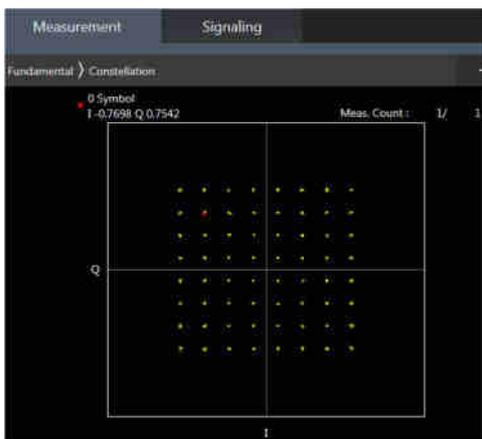 Measurement Signaling
Fundamental 〉 Constellation
0 Symbol
I -0.7698 Q 0.7542 Meas. Count : 1/ 1
Q
I